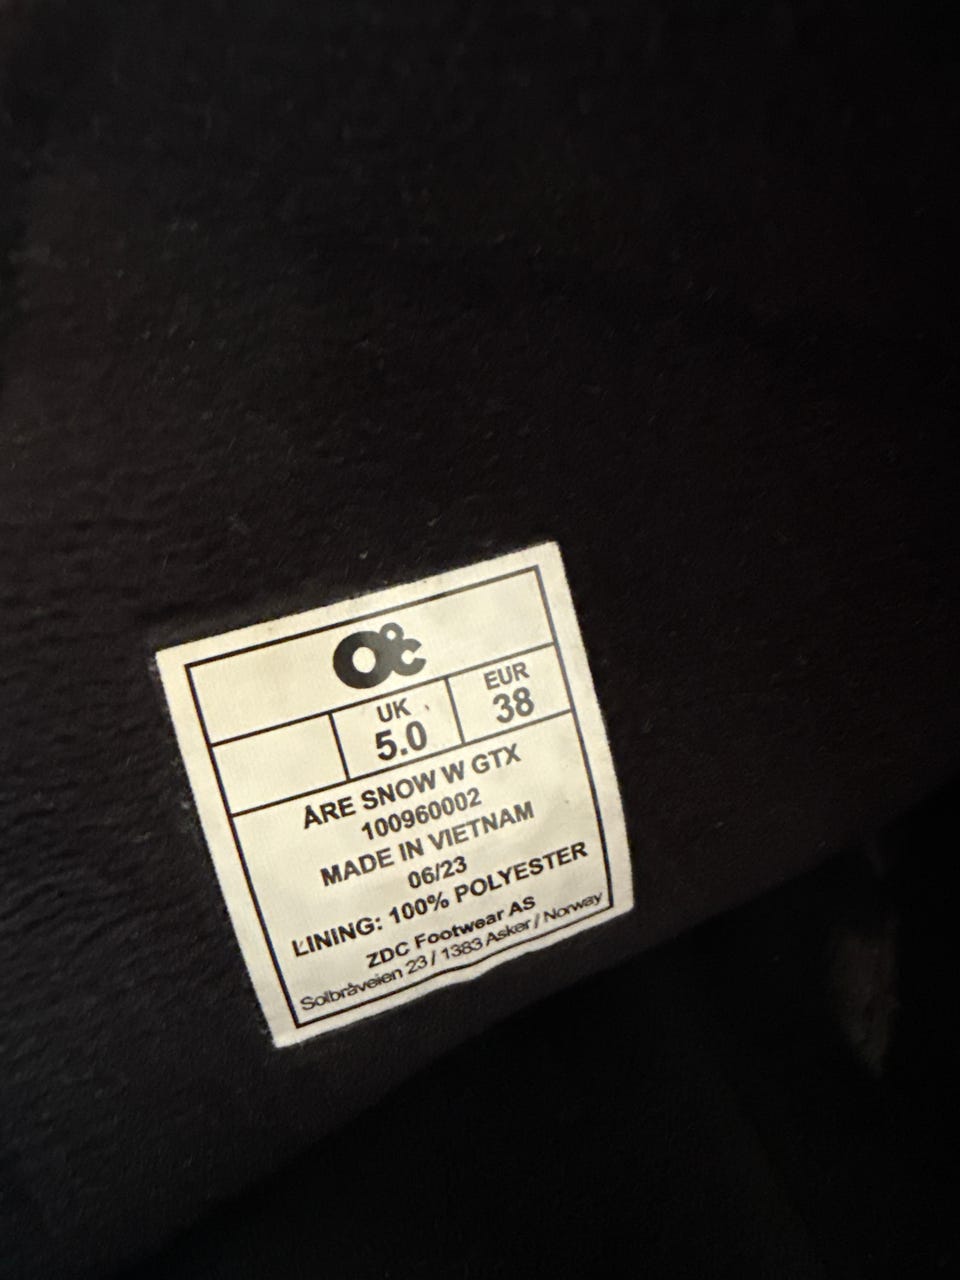 O°C
UK EUR
5.0 38
ÅRE SNOW W GTX
100960002
MADE IN VIETNAM
06/23
LINING: 100% POLYESTER
ZDC Footwear AS
Solbråveien 23 / 1383 Asker / Norway